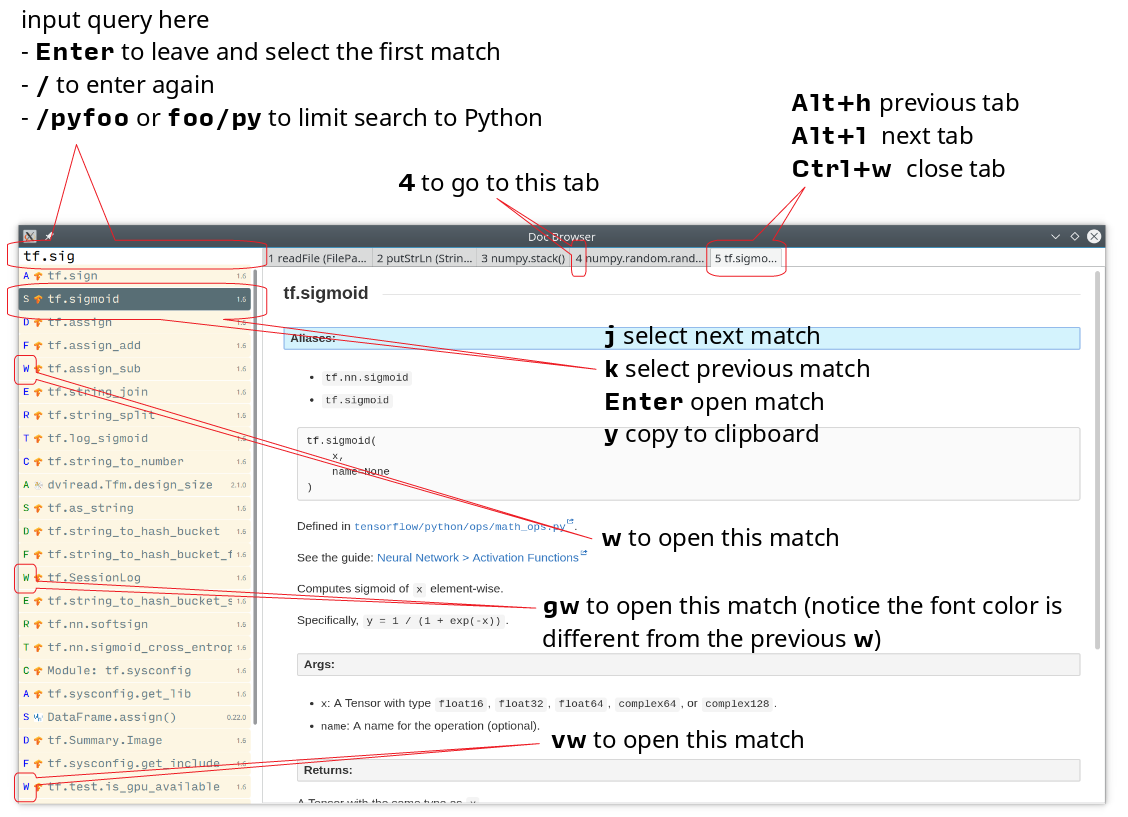 input query here
- Enter to leave and select the first match
- / to enter again
- /pyfoo or foo/py to limit search to Python
Alt+h previous tab
Alt+l next tab
Ctrl+w close tab
4 to go to this tab
Doc Browser
tf.sig
1 readFile (FilePa... 2 putStrLn (Strin... 3 numpy.stack() 4 numpy.random.rand... 5 tf.sigmo...
A tf.sign 1.6
S tf.sigmoid 1.6
D tf.assign 1.6
F tf.assign_add 1.6
W tf.assign_sub 1.6
E tf.string_join 1.6
R tf.string_split 1.6
T tf.log_sigmoid 1.6
C tf.string_to_number 1.6
A dviread.Tfm.design_size 2.1.0
S tf.as_string 1.6
D tf.string_to_hash_bucket 1.6
F tf.string_to_hash_bucket_f 1.6
W tf.SessionLog 1.6
E tf.string_to_hash_bucket_s 1.6
R tf.nn.softsign 1.6
T tf.nn.sigmoid_cross_entrop 1.6
C Module: tf.sysconfig 1.6
A tf.sysconfig.get_lib 1.6
S DataFrame.assign() 0.22.0
D tf.Summary.Image 1.6
F tf.sysconfig.get_include 1.6
W tf.test.is_gpu_available 1.6
tf.sigmoid
Aliases:
tf.nn.sigmoid
tf.sigmoid
tf.sigmoid(
x,
name=None
)
Defined in tensorflow/python/ops/math_ops.py.
See the guide: Neural Network > Activation Functions
Computes sigmoid of x element-wise.
Specifically, y = 1 / (1 + exp(-x)).
Args:
x: A Tensor with type float16, float32, float64, complex64, or complex128.
name: A name for the operation (optional).
Returns:
A Tensor with the same type as x.
j select next match
k select previous match
Enter open match
y copy to clipboard
w to open this match
gw to open this match (notice the font color is
different from the previous w)
vw to open this match